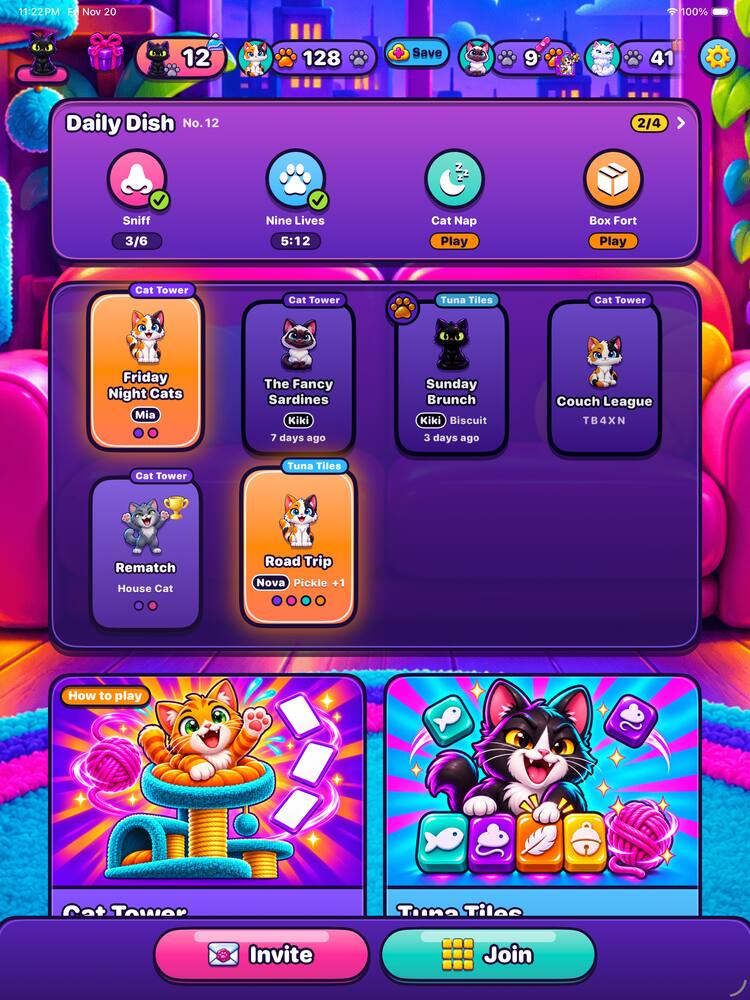 11:22 PM Fri Nov 20
100%
12
128
Save
9
41
Daily Dish No. 12
2/4
Sniff
3/6
Nine Lives
5:12
Cat Nap
Play
Box Fort
Play
Cat Tower
Friday
Night Cats
Mia
Cat Tower
The Fancy
Sardines
Kiki
7 days ago
Tuna Tiles
Sunday
Brunch
Kiki Biscuit
3 days ago
Cat Tower
Couch League
TB4XN
Cat Tower
Rematch
House Cat
Tuna Tiles
Road Trip
Nova Pickle +1
How to play
Cat Tower
Tuna Tiles
Invite
Join